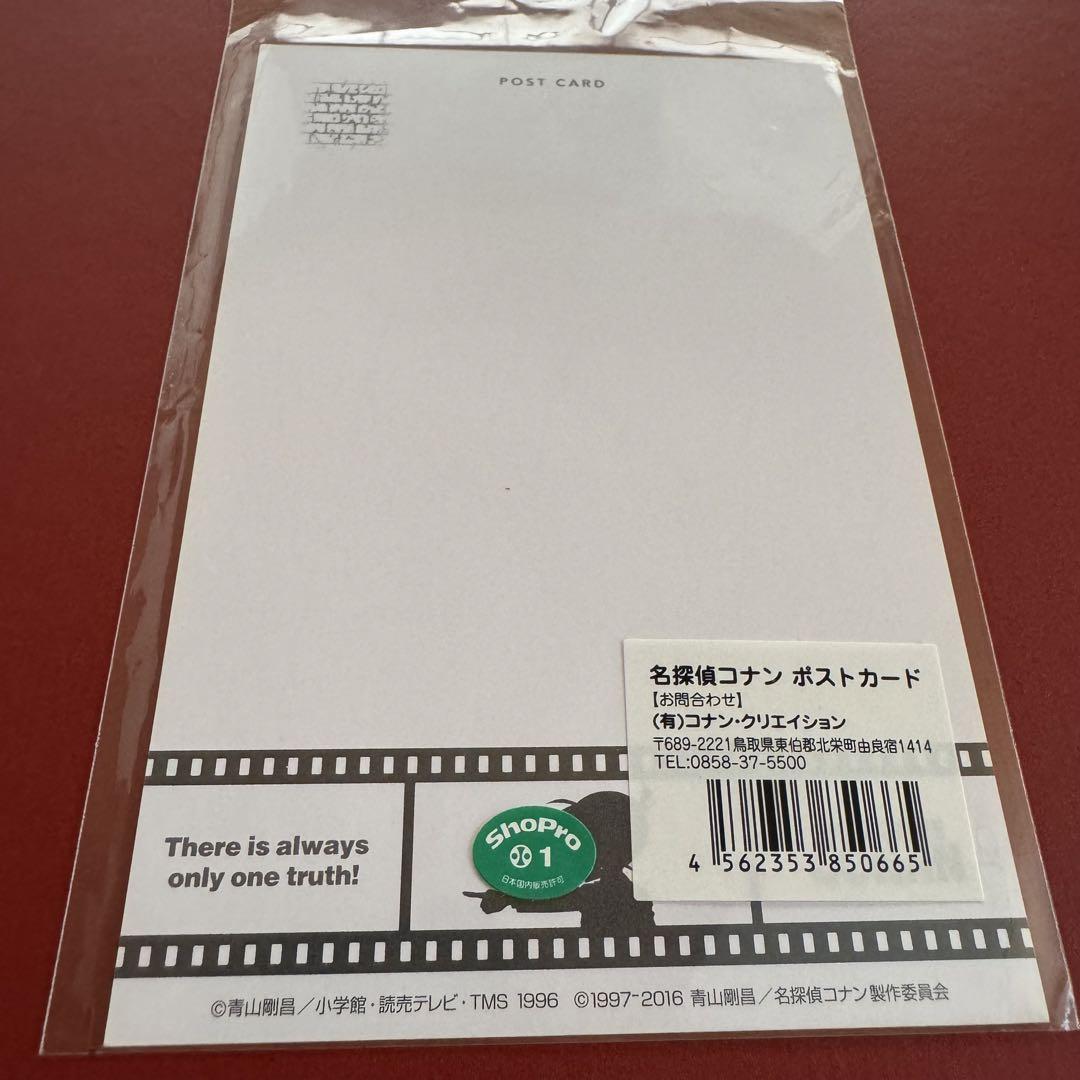 POST CARD
名探偵コナン ポストカード
【お問合わせ】
(有)コナン・クリエイション
〒689-2221鳥取県東伯郡北栄町由良宿1414
TEL:0858-37-5500
4 562353 850665
There is always
only one truth!
ShoPro
1
日本国内販売許可
©青山剛昌／小学館・読売テレビ・TMS 1996 ©1997-2016 青山剛昌／名探偵コナン製作委員会